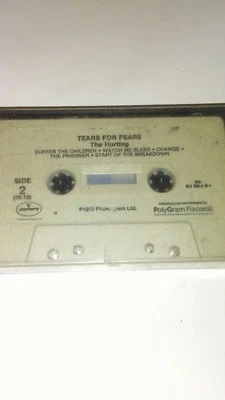 TEARS FOR FEARS
The Hurting
SUFFER THE CHILDREN • WATCH ME BLEED • CHANGE •
THE PRISONER • START OF THE BREAKDOWN
SIDE
2
Ltd.
PolyGram Records